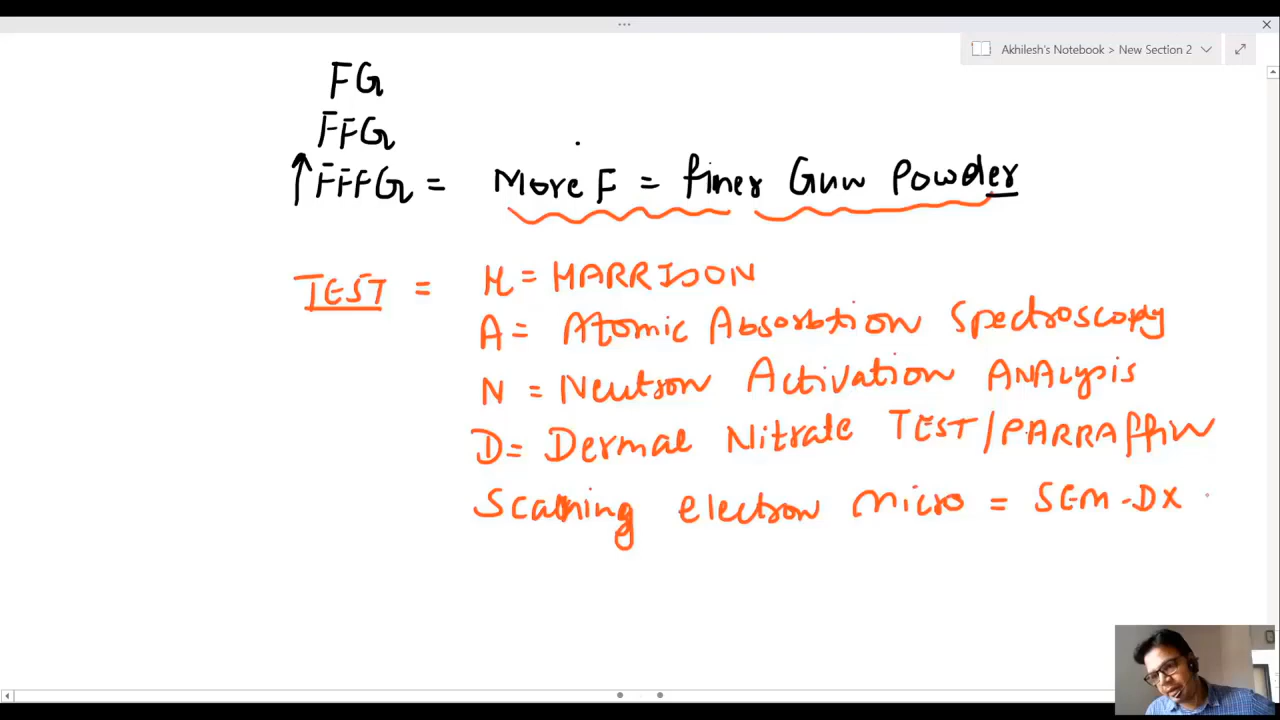 Akhilesh's Notebook > New Section 2
FG
FFG
↑ FFFG = More F = finer Gun Powder
TEST = H = HARRISON
A = Atomic Absorbtion Spectroscopy
N = Neutron Activation ANAlysis
D = Dermal Nitrate TEST/PARRAffiN
Scanning electron micro = SEM-DX